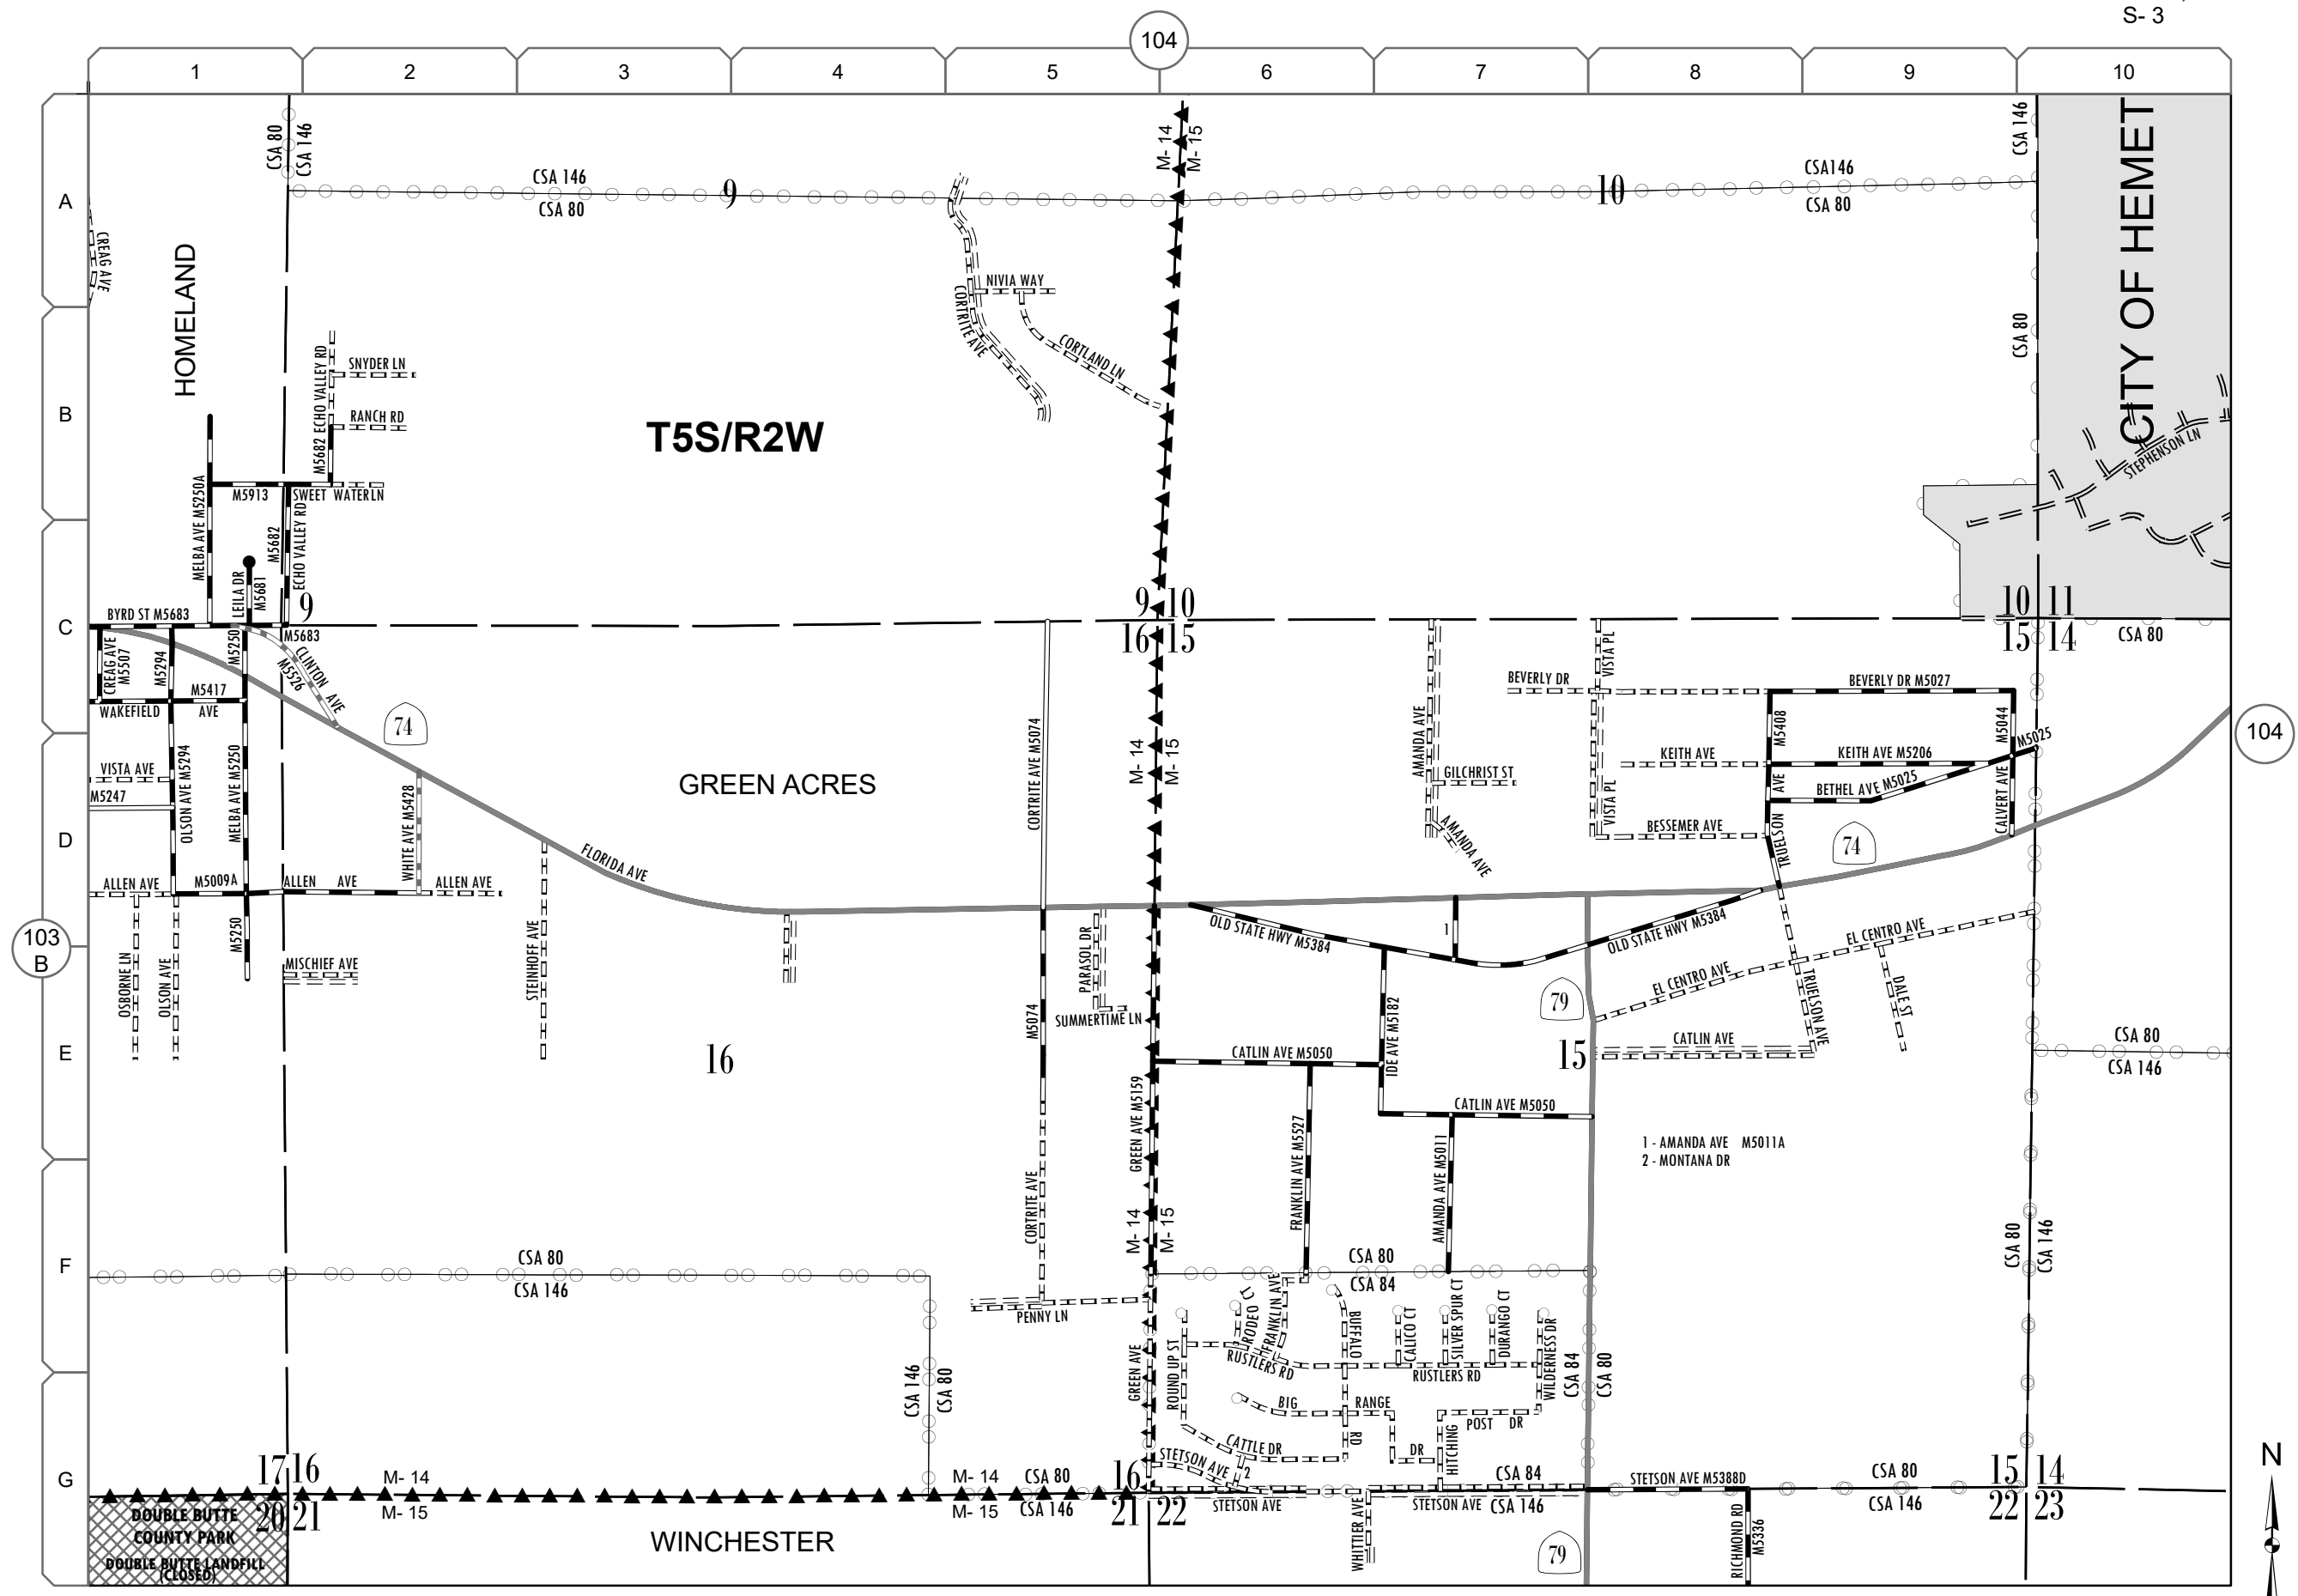 S- 3
104
1
2
3
4
5
6
7
8
9
10
A
B
C
D
E
F
G
103
B
104
CSA 80
CSA 146
CSA 146
CSA 80
9
M- 14
M- 15
10
CSA146
CSA 80
CSA 146
CSA 80
CITY OF HEMET
CREAG AVE
HOMELAND
NIVIA WAY
CORTRITE AVE
CORTLAND LN
M5682 ECHO VALLEY RD
SNYDER LN
RANCH RD
T5S/R2W
STEPHENSON LN
MELBA AVE M5250A
M5913
SWEET WATER LN
M5682
ECHO VALLEY RD
LEILA DR
M5681
BYRD ST M5683
9
9
10
16
15
10
11
15
14
CSA 80
M5683
M5526
CLINTON AVE
CREAG AVE
M5507
M5294
M5250
M5417
WAKEFIELD AVE
74
VISTA AVE
M5247
OLSON AVE M5294
MELBA AVE M5250
WHITE AVE M5428
GREEN ACRES
CORTRITE AVE M5074
M- 14
M- 15
AMANDA AVE
GILCHRIST ST
AMANDA AVE
VISTA PL
BEVERLY DR
BEVERLY DR M5027
M5408
M5044
M5025
KEITH AVE
KEITH AVE M5206
BETHEL AVE M5025
VISTA PL
BESSEMER AVE
TRUELSON AVE
CALVERT AVE
74
FLORIDA AVE
ALLEN AVE
M5009A
ALLEN AVE
ALLEN AVE
M5250
OSBORNE LN
OLSON AVE
MISCHIEF AVE
STEINHOFF AVE
PARASOL DR
SUMMERTIME LN
M5074
OLD STATE HWY M5384
1
OLD STATE HWY M5384
EL CENTRO AVE
EL CENTRO AVE
TRUELSON AVE
DALE ST
79
IDE AVE M5182
CATLIN AVE M5050
16
15
CATLIN AVE
CSA 80
CSA 146
GREEN AVE M5159
CATLIN AVE M5050
FRANKLIN AVE M5527
AMANDA AVE M5011
1 - AMANDA AVE M5011A
2 - MONTANA DR
CORTRITE AVE
M- 14
M- 15
CSA 80
CSA 146
CSA 80
CSA 146
CSA 80
CSA 84
PENNY LN
RODEO CT
FRANKLIN AVE
BUFFALO RD
CALICO CT
SILVER SPUR CT
DURANGO CT
WILDERNESS DR
RUSTLERS RD
RUSTLERS RD
CSA 146
CSA 80
GREEN AVE
ROUND UP ST
CSA 84
CSA 80
BIG RANGE DR
HITCHING POST DR
CATTLE DR
STETSON AVE
2
17
16
M- 14
M- 14
CSA 80
16
CSA 84
STETSON AVE M5388D
CSA 80
15
14
20
21
M- 15
M- 15
CSA 146
21
22
STETSON AVE
STETSON AVE
CSA 146
CSA 146
22
23
DOUBLE BUTTE
COUNTY PARK
DOUBLE BUTTE LANDFILL
(CLOSED)
WINCHESTER
WHITTIER AVE
79
RICHMOND RD
M5336
N